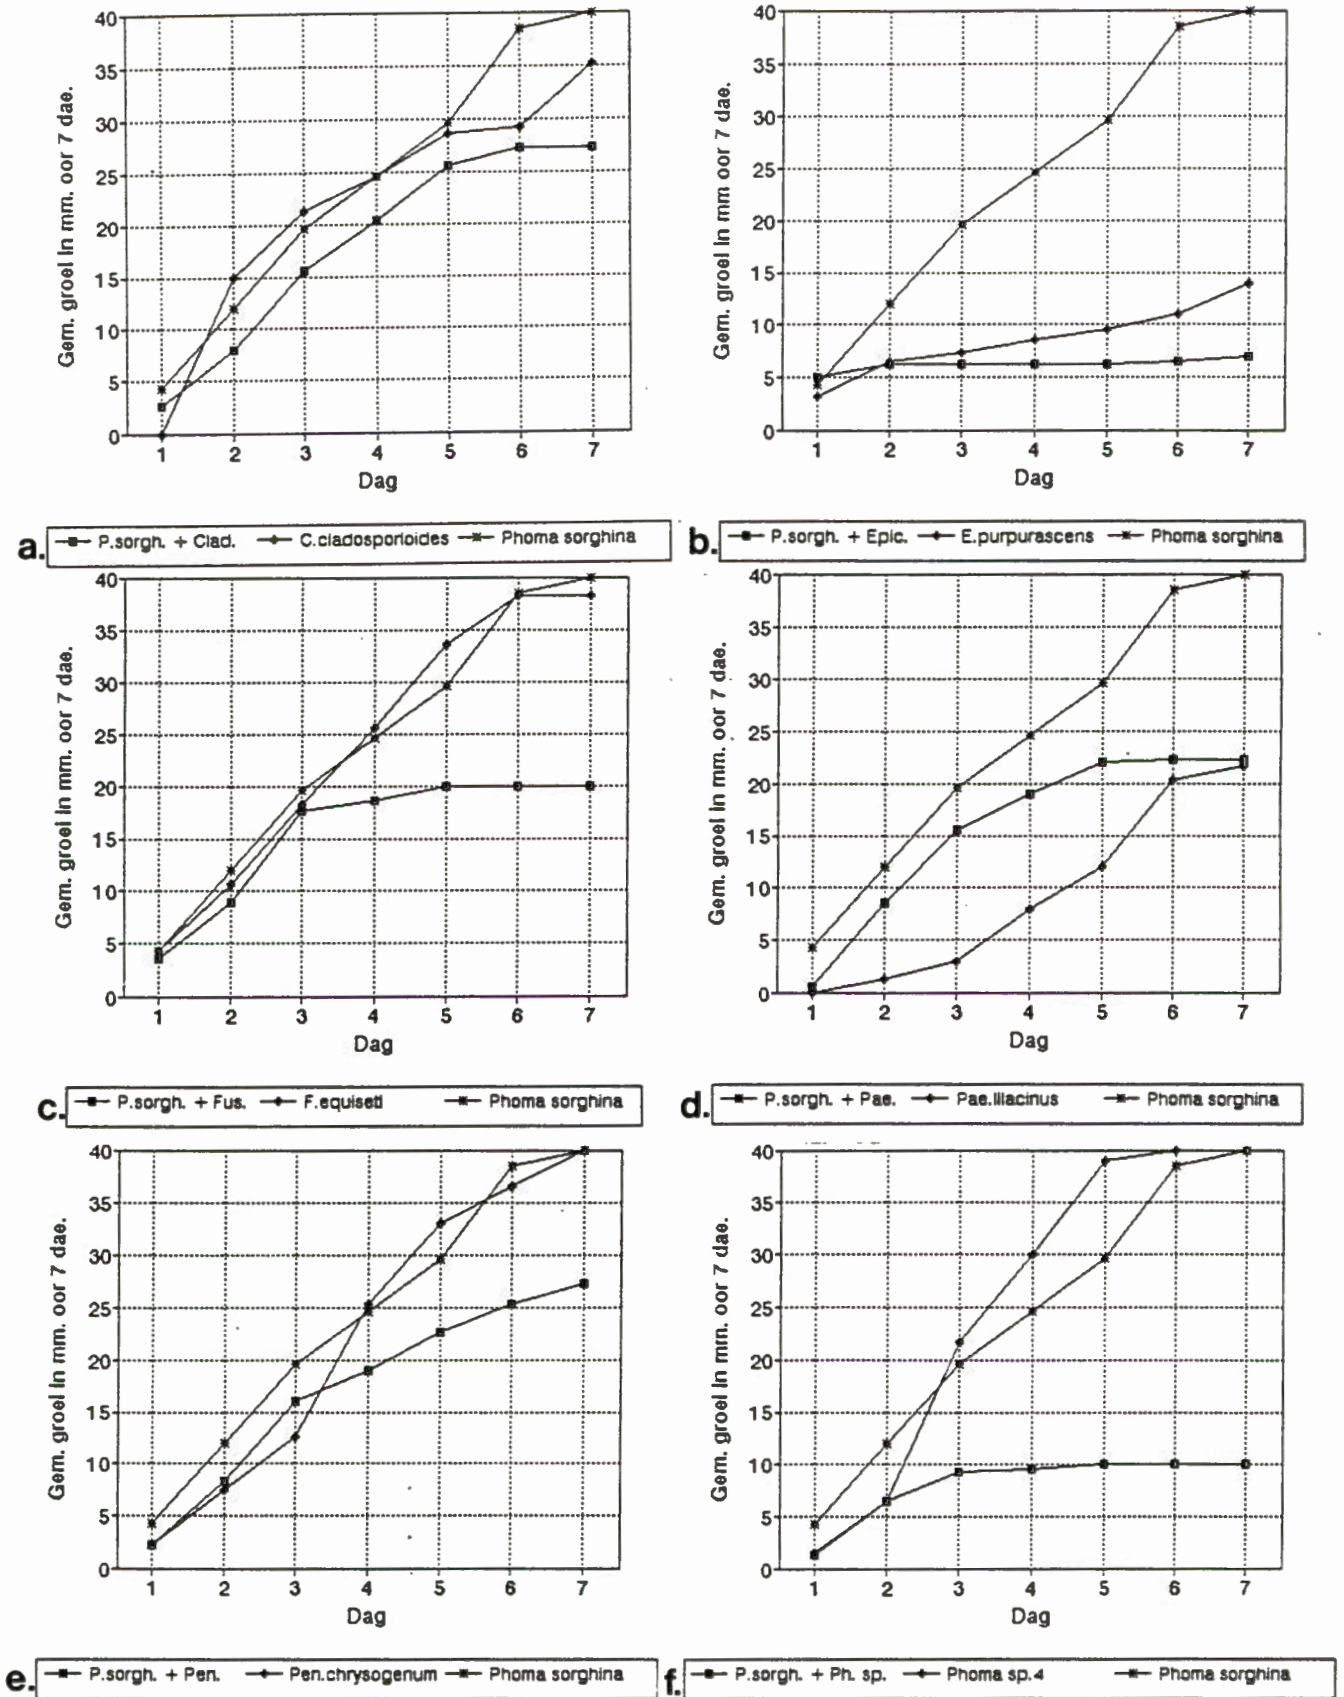 40
35
30
25
20
15
10
5
0
Gem. groei in mm. oor 7 dae.
1 2 3 4 5 6 7
Dag
a. P.sorgh. + Clad. C.cladosporioides Phoma sorghina
40
35
30
25
20
15
10
5
0
Gem. groei in mm oor 7 dae.
1 2 3 4 5 6 7
Dag
b. P.sorgh. + Epic. E.purpurascens Phoma sorghina
40
35
30
25
20
15
10
5
0
Gem. groei in mm. oor 7 dae.
1 2 3 4 5 6 7
Dag
c. P.sorgh. + Fus. F.equiseti Phoma sorghina
40
35
30
25
20
15
10
5
0
Gem. groei in mm. oor 7 dae.
1 2 3 4 5 6 7
Dag
d. P.sorgh. + Pae. Pae.lilacinus Phoma sorghina
40
35
30
25
20
15
10
5
0
Gem. groei in mm. oor 7 dae.
1 2 3 4 5 6 7
Dag
e. P.sorgh. + Pen. Pen.chrysogenum Phoma sorghina
40
35
30
25
20
15
10
5
0
Gem. groei in mm. oor 7 dae.
1 2 3 4 5 6 7
Dag
f. P.sorgh. + Ph. sp. Phoma sp.4 Phoma sorghina